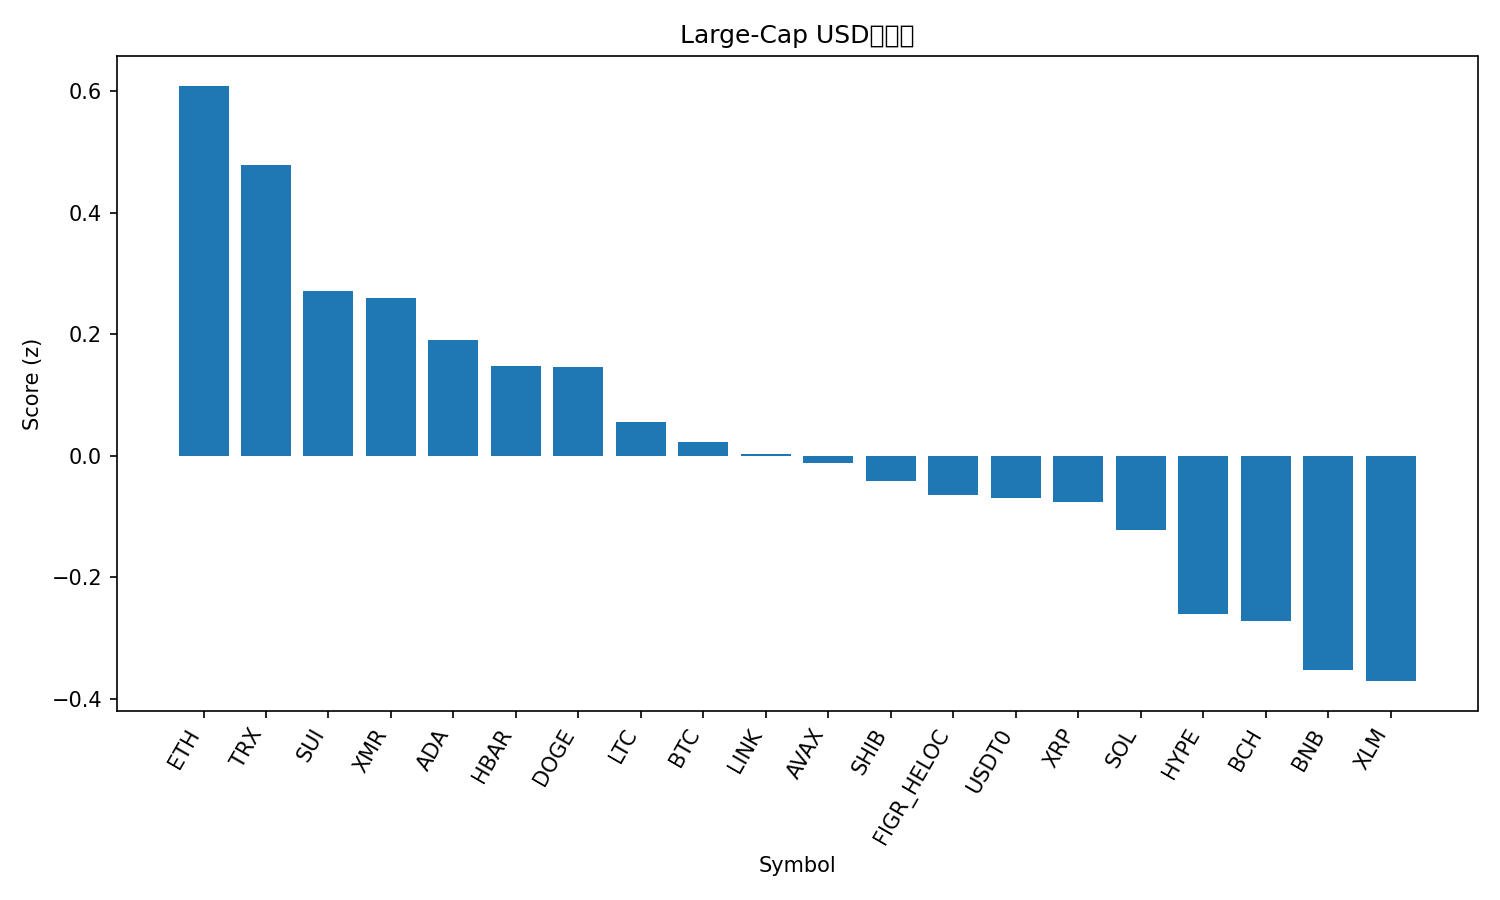 Large-Cap USD
Score (z)
0.6
0.4
0.2
0.0
−0.2
−0.4
ETH
TRX
SUI
XMR
ADA
HBAR
DOGE
LTC
BTC
LINK
AVAX
SHIB
FIGR_HELOC
USDT0
XRP
SOL
HYPE
BCH
BNB
XLM
Symbol